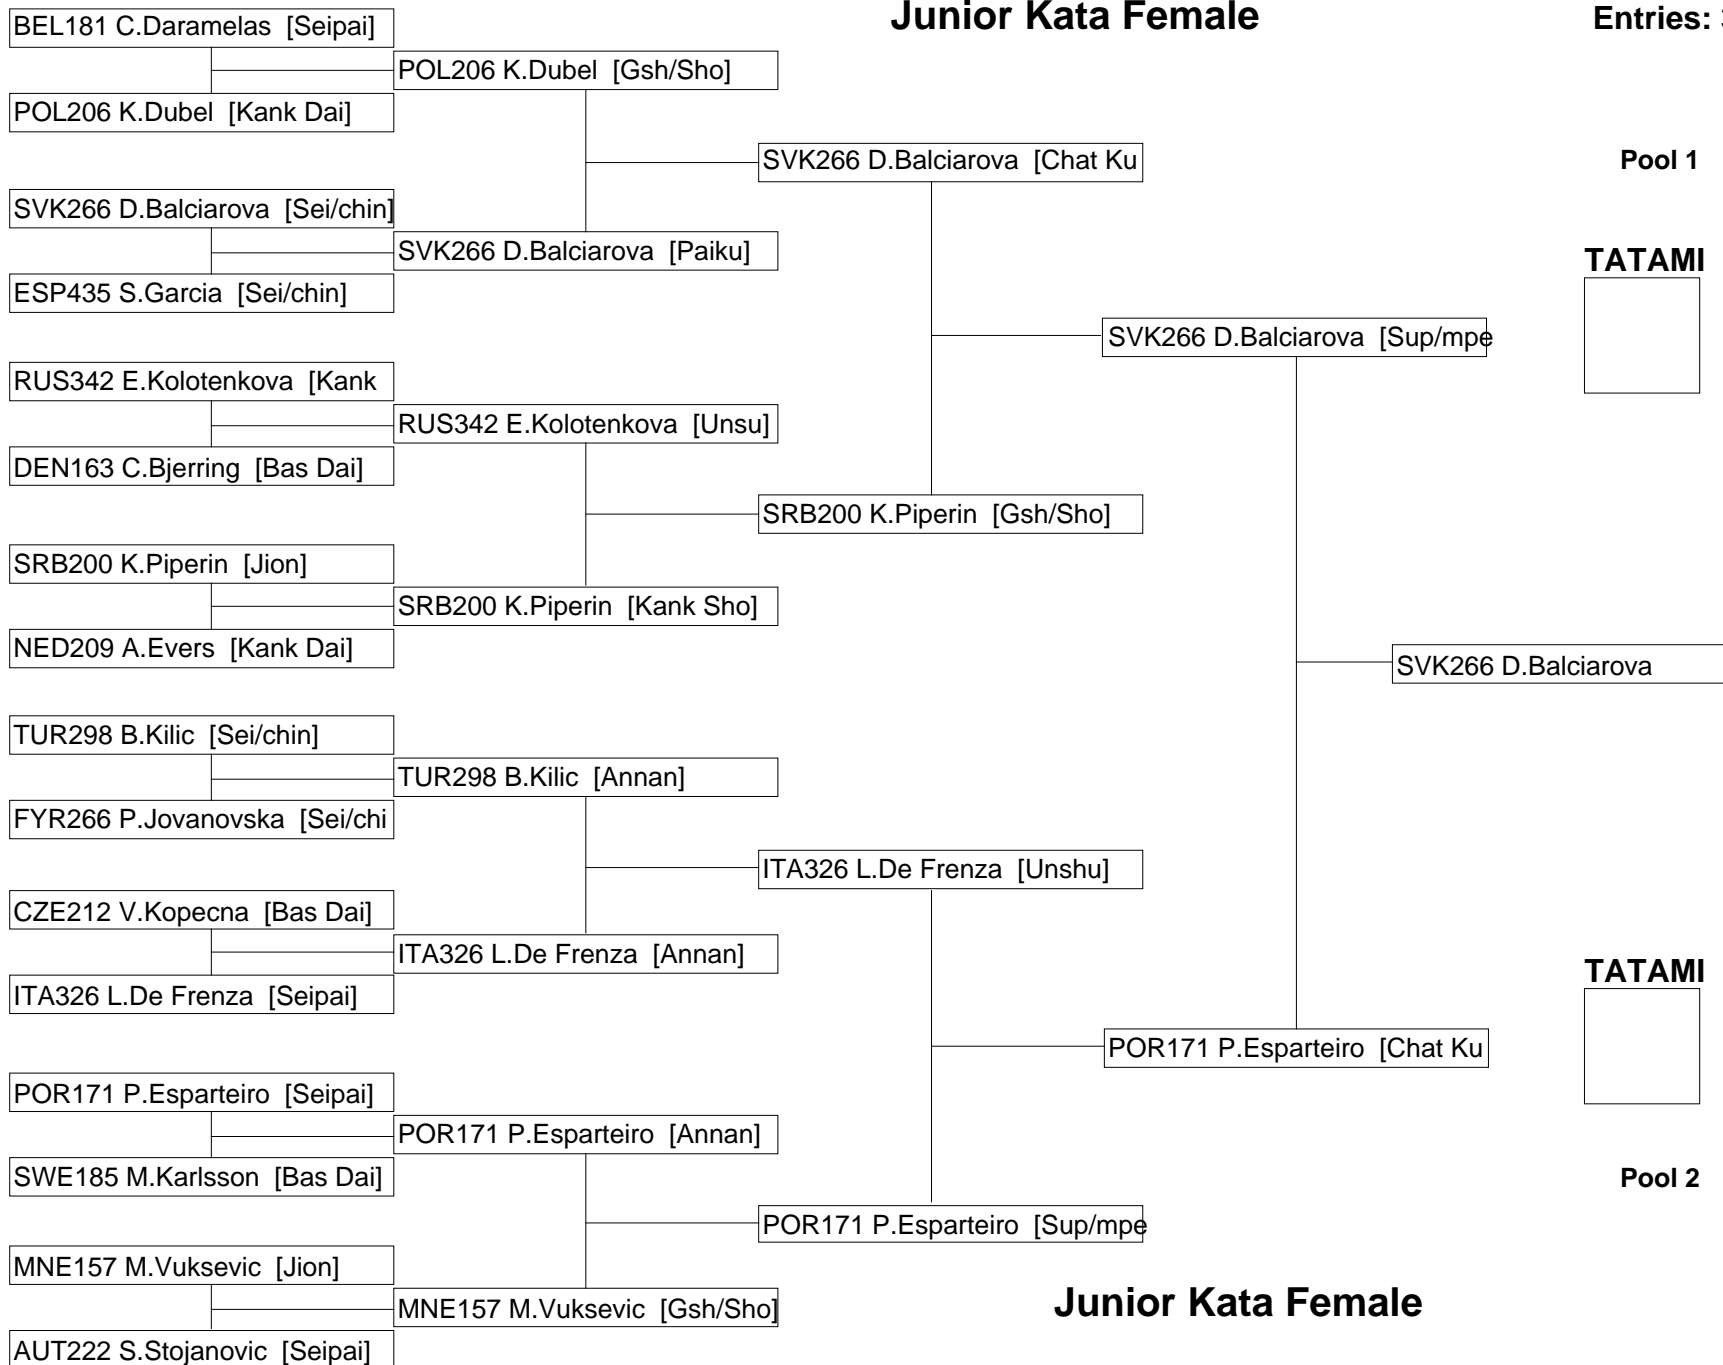 Junior Kata Female
Entries:
BEL181 C.Daramelas [Seipai]
POL206 K.Dubel [Gsh/Sho]
POL206 K.Dubel [Kank Dai]
SVK266 D.Balciarova [Chat Ku
Pool 1
SVK266 D.Balciarova [Sei/chin]
SVK266 D.Balciarova [Paiku]
TATAMI
ESP435 S.Garcia [Sei/chin]
SVK266 D.Balciarova [Sup/mpe
RUS342 E.Kolotenkova [Kank
RUS342 E.Kolotenkova [Unsu]
DEN163 C.Bjerring [Bas Dai]
SRB200 K.Piperin [Gsh/Sho]
SRB200 K.Piperin [Jion]
SRB200 K.Piperin [Kank Sho]
NED209 A.Evers [Kank Dai]
SVK266 D.Balciarova
TUR298 B.Kilic [Sei/chin]
TUR298 B.Kilic [Annan]
FYR266 P.Jovanovska [Sei/chi
ITA326 L.De Frenza [Unshu]
CZE212 V.Kopecna [Bas Dai]
ITA326 L.De Frenza [Annan]
TATAMI
ITA326 L.De Frenza [Seipai]
POR171 P.Esparteiro [Chat Ku
POR171 P.Esparteiro [Seipai]
POR171 P.Esparteiro [Annan]
SWE185 M.Karlsson [Bas Dai]
Pool 2
POR171 P.Esparteiro [Sup/mpe
MNE157 M.Vuksevic [Jion]
MNE157 M.Vuksevic [Gsh/Sho]
Junior Kata Female
AUT222 S.Stojanovic [Seipai]